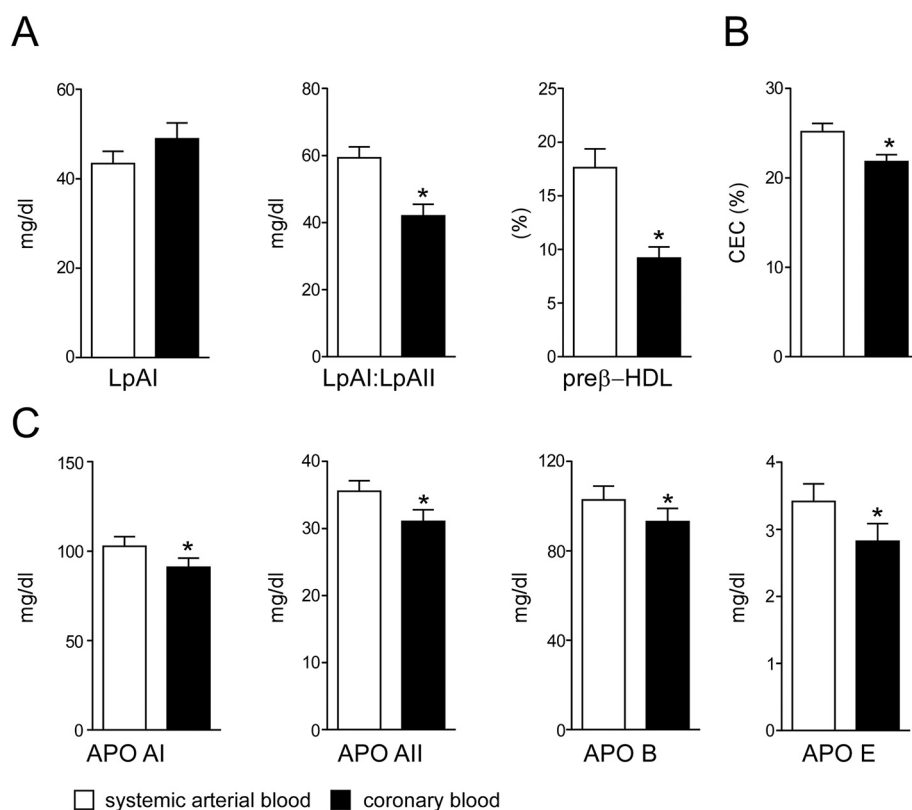 A
B
60
40
20
0
mg/dl
LpAI
80
60
40
20
0
mg/dl
*
LpAI:LpAII
25
20
15
10
5
0
(%)
*
preβ–HDL
30
20
10
0
CEC (%)
*
C
150
100
50
0
mg/dl
*
APO AI
40
30
20
10
0
mg/dl
*
APO AII
120
80
40
0
mg/dl
*
APO B
4
3
2
1
0
mg/dl
*
APO E
systemic arterial blood
coronary blood